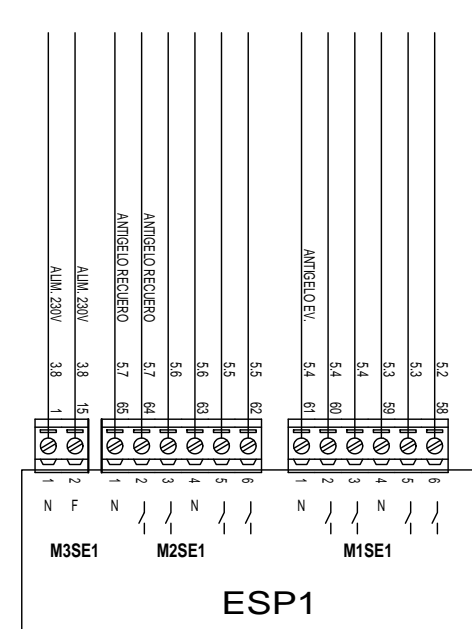 ALIM. 230V
ALIM. 230V
ANTIGELO RECUERO
ANTIGELO RECUERO
ANTIGELO EV.
3.8 3.8 5.7 5.7 5.6 5.6 5.5 5.5 5.4 5.4 5.4 5.3 5.3 5.2
1 15 65 64 63 62 61 60 59 58
1 2 1 2 3 4 5 6 1 2 3 4 5 6
N F N N N N
M3SE1 M2SE1 M1SE1
ESP1